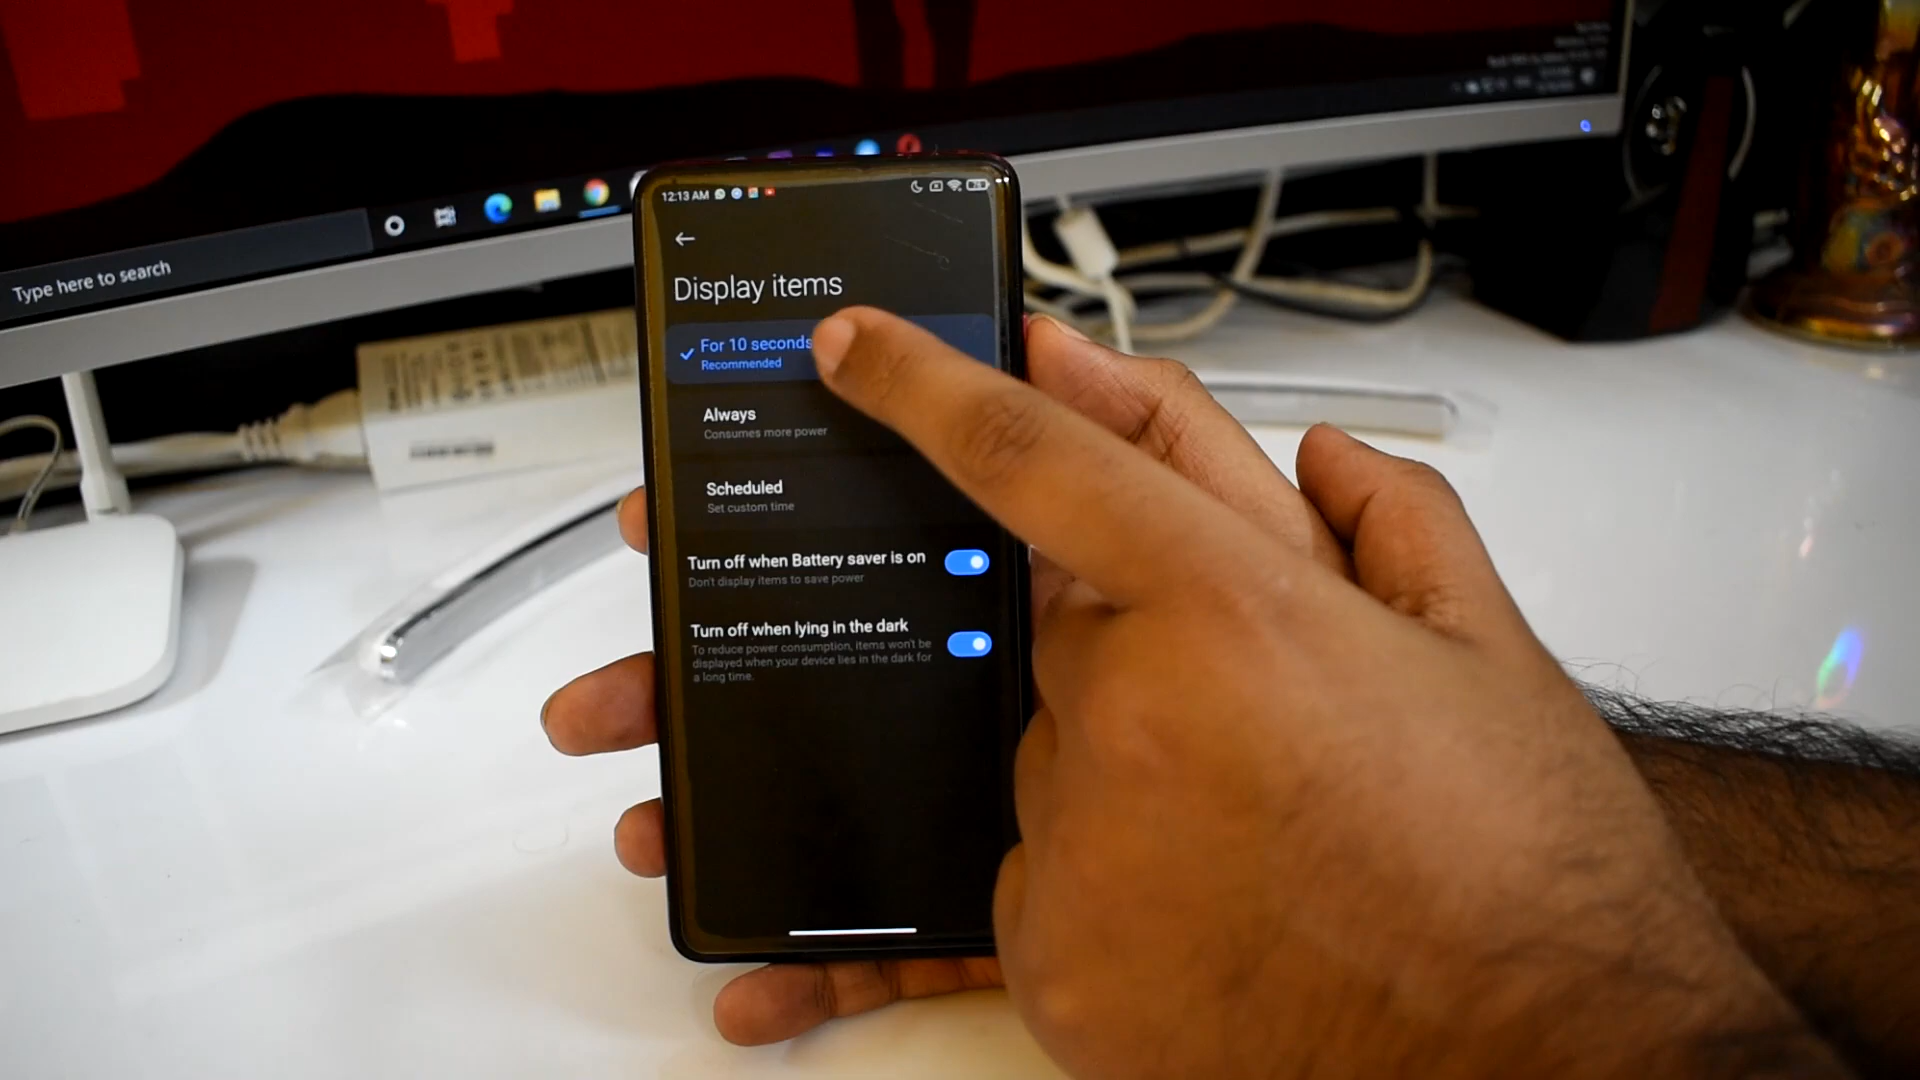 Type here to search
12:13 AM
Display items
For 10 seconds
Recommended
Always
Consumes more power
Scheduled
Set custom time
Turn off when Battery saver is on
Don't display items to save power
Turn off when lying in the dark
To reduce power consumption, items won't be
displayed when your device lies in the dark for
a long time.